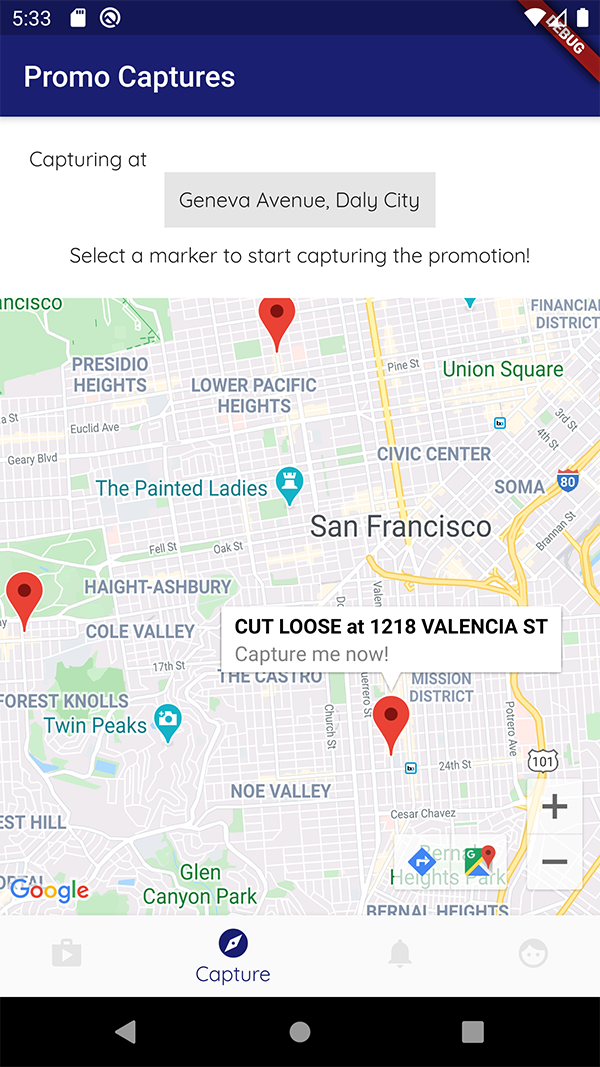 5:33
DEBUG
Promo Captures
Capturing at
Geneva Avenue, Daly City
Select a marker to start capturing the promotion!
ancisco
FINANCIAL
DISTRICT
PRESIDIO
HEIGHTS
LOWER PACIFIC
HEIGHTS
Pine St
Union Square
a St
Euclid Ave
3rd St
4th St
Geary Blvd
CIVIC CENTER
The Painted Ladies
SOMA
80
San Francisco
Brannan St
Fell St
Oak St
HAIGHT-ASHBURY
Valen
CUT LOOSE at 1218 VALENCIA ST
Capture me now!
COLE VALLEY
17th St
THE CASTRO
uerrero St
MISSION
DISTRICT
FOREST KNOLLS
Twin Peaks
Church St
Potrero Ave
24th St
101
NOE VALLEY
Cesar Chavez
EST HILL
Glen
Canyon Park
Bernal
Heights Park
G
Google
BERNAL HEIGHTS
Capture